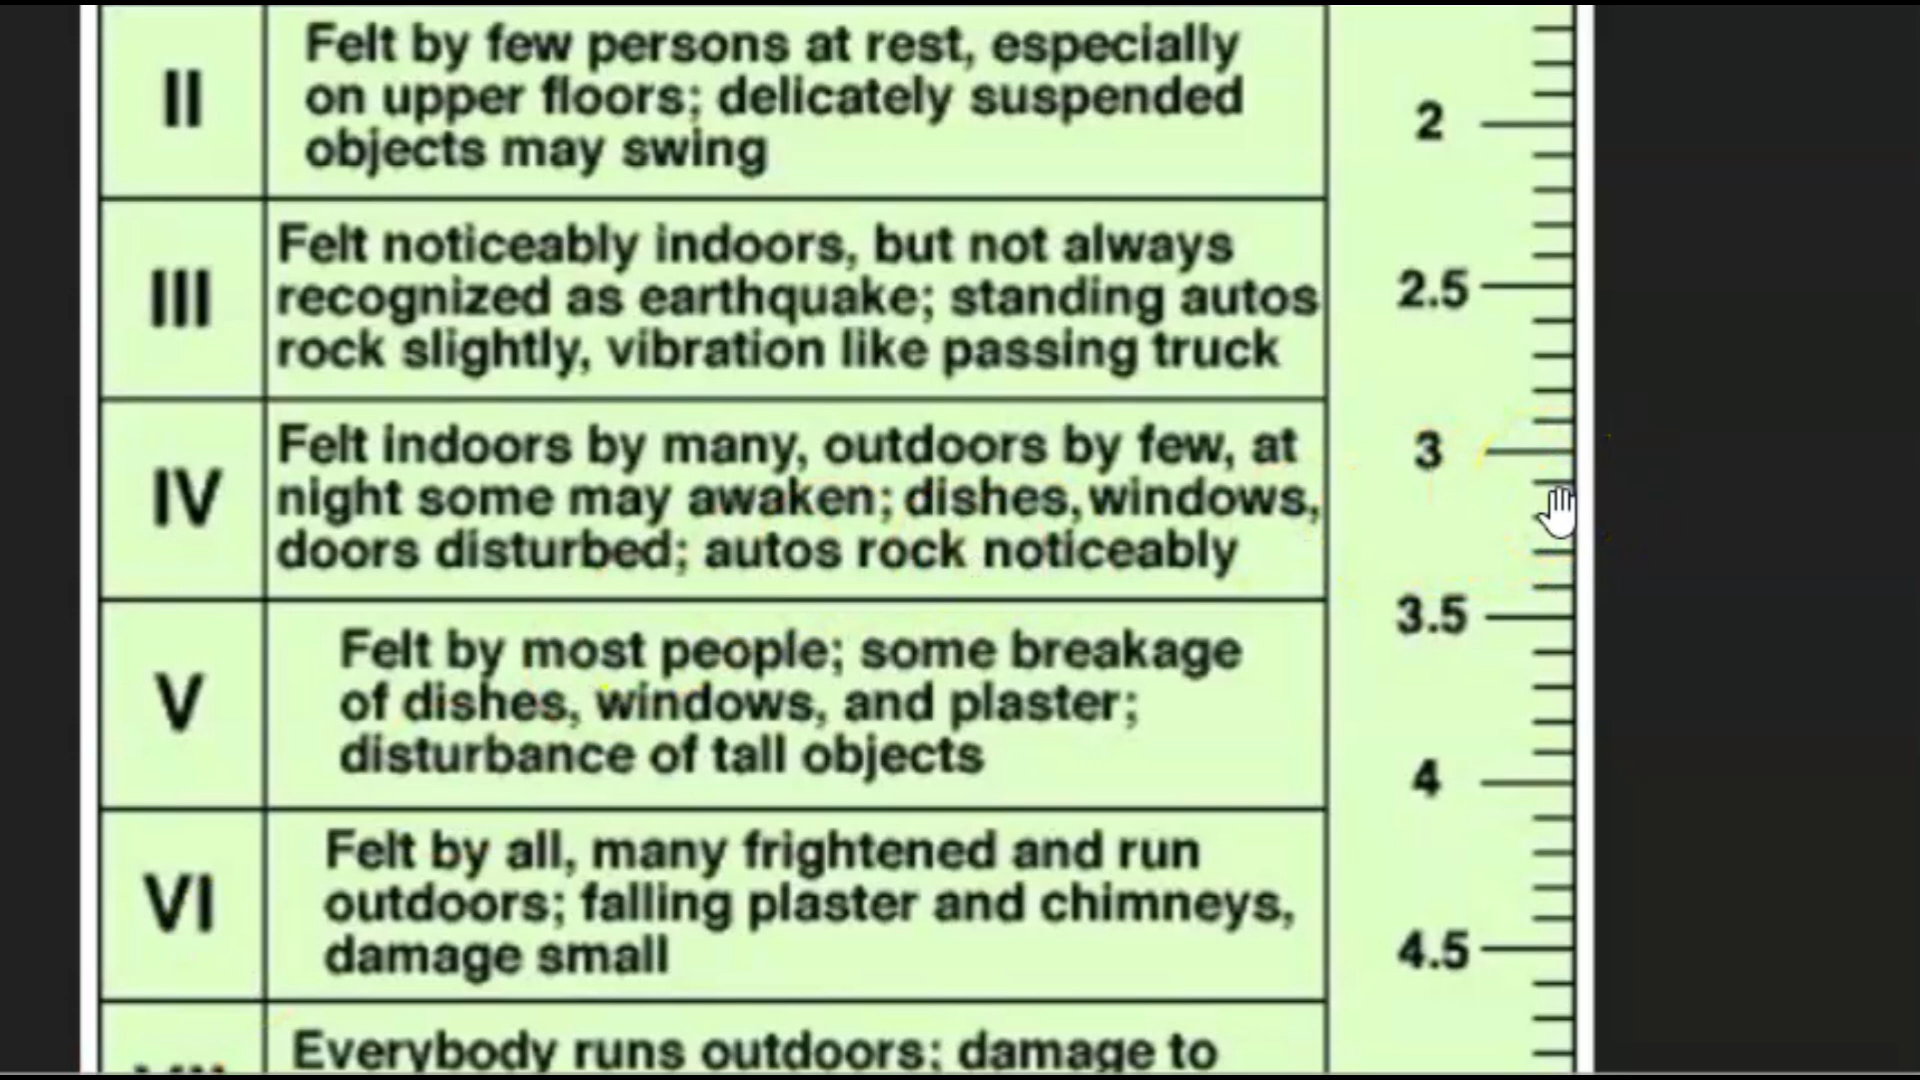 II
Felt by few persons at rest, especially
on upper floors; delicately suspended
objects may swing
2
III
Felt noticeably indoors, but not always
recognized as earthquake; standing autos
rock slightly, vibration like passing truck
2.5
IV
Felt indoors by many, outdoors by few, at
night some may awaken; dishes, windows,
doors disturbed; autos rock noticeably
3
3.5
V
Felt by most people; some breakage
of dishes, windows, and plaster;
disturbance of tall objects
4
VI
Felt by all, many frightened and run
outdoors; falling plaster and chimneys,
damage small
4.5
Everybody runs outdoors; damage to